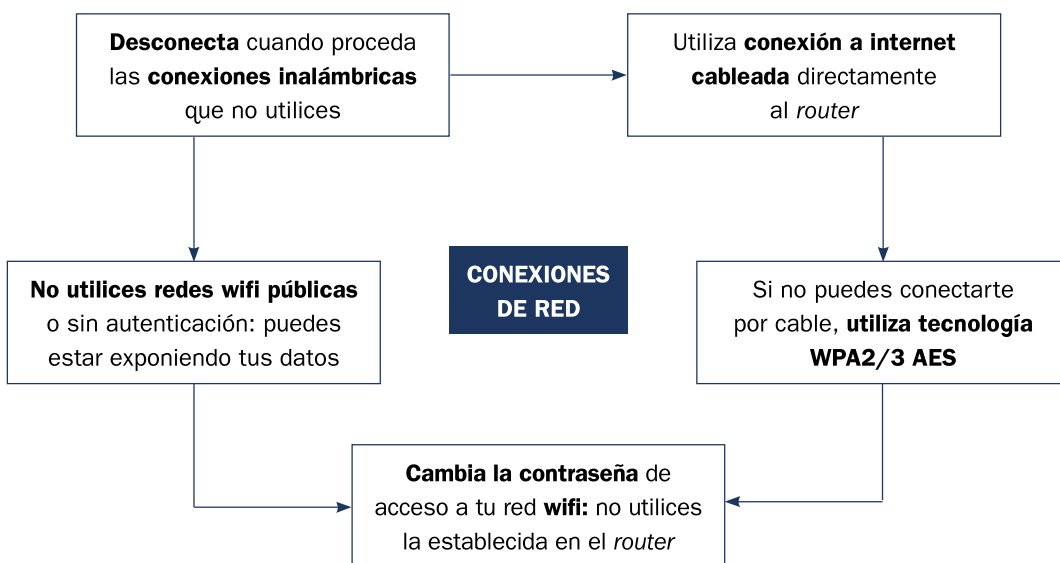 Desconecta cuando proceda
las conexiones inalámbricas
que no utilices
Utiliza conexión a internet
cableada directamente
al router
No utilices redes wifi públicas
o sin autenticación: puedes
estar exponiendo tus datos
CONEXIONES
DE RED
Si no puedes conectarte
por cable, utiliza tecnología
WPA2/3 AES
Cambia la contraseña de
acceso a tu red wifi: no utilices
la establecida en el router